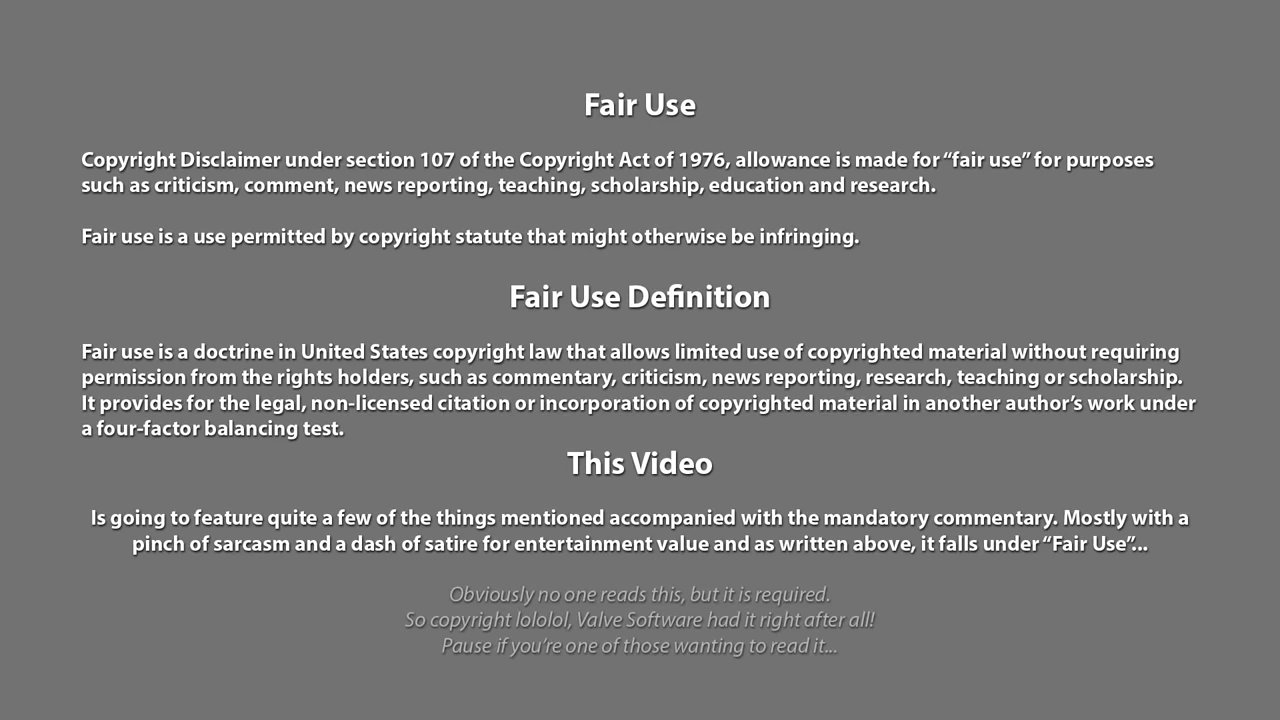 Fair Use
Copyright Disclaimer under section 107 of the Copyright Act of 1976, allowance is made for “fair use” for purposes
such as criticism, comment, news reporting, teaching, scholarship, education and research.
Fair use is a use permitted by copyright statute that might otherwise be infringing.
Fair Use Definition
Fair use is a doctrine in United States copyright law that allows limited use of copyrighted material without requiring
permission from the rights holders, such as commentary, criticism, news reporting, research, teaching or scholarship.
It provides for the legal, non-licensed citation or incorporation of copyrighted material in another author’s work under
a four-factor balancing test.
This Video
Is going to feature quite a few of the things mentioned accompanied with the mandatory commentary. Mostly with a
pinch of sarcasm and a dash of satire for entertainment value and as written above, it falls under “Fair Use”...
Obviously no one reads this, but it is required.
So copyright lololol, Valve Software had it right after all!
Pause if you’re one of those wanting to read it...